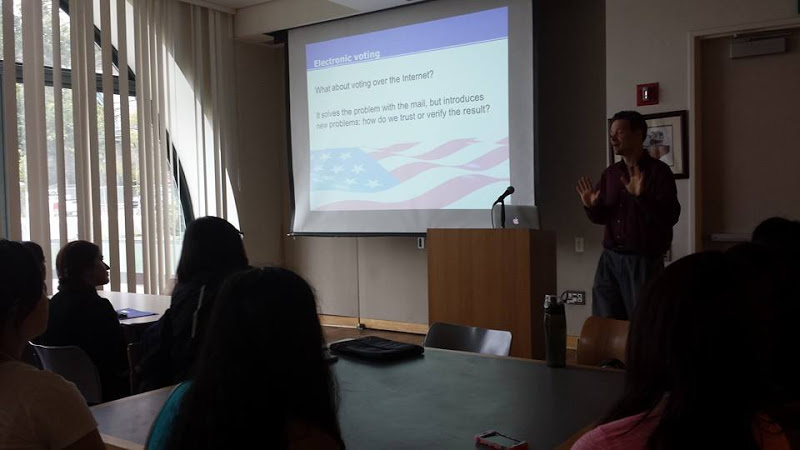 Electronic voting
What about voting over the Internet?
It solves the problem with the mail, but introduces
new problems: how do we trust or verify the result?